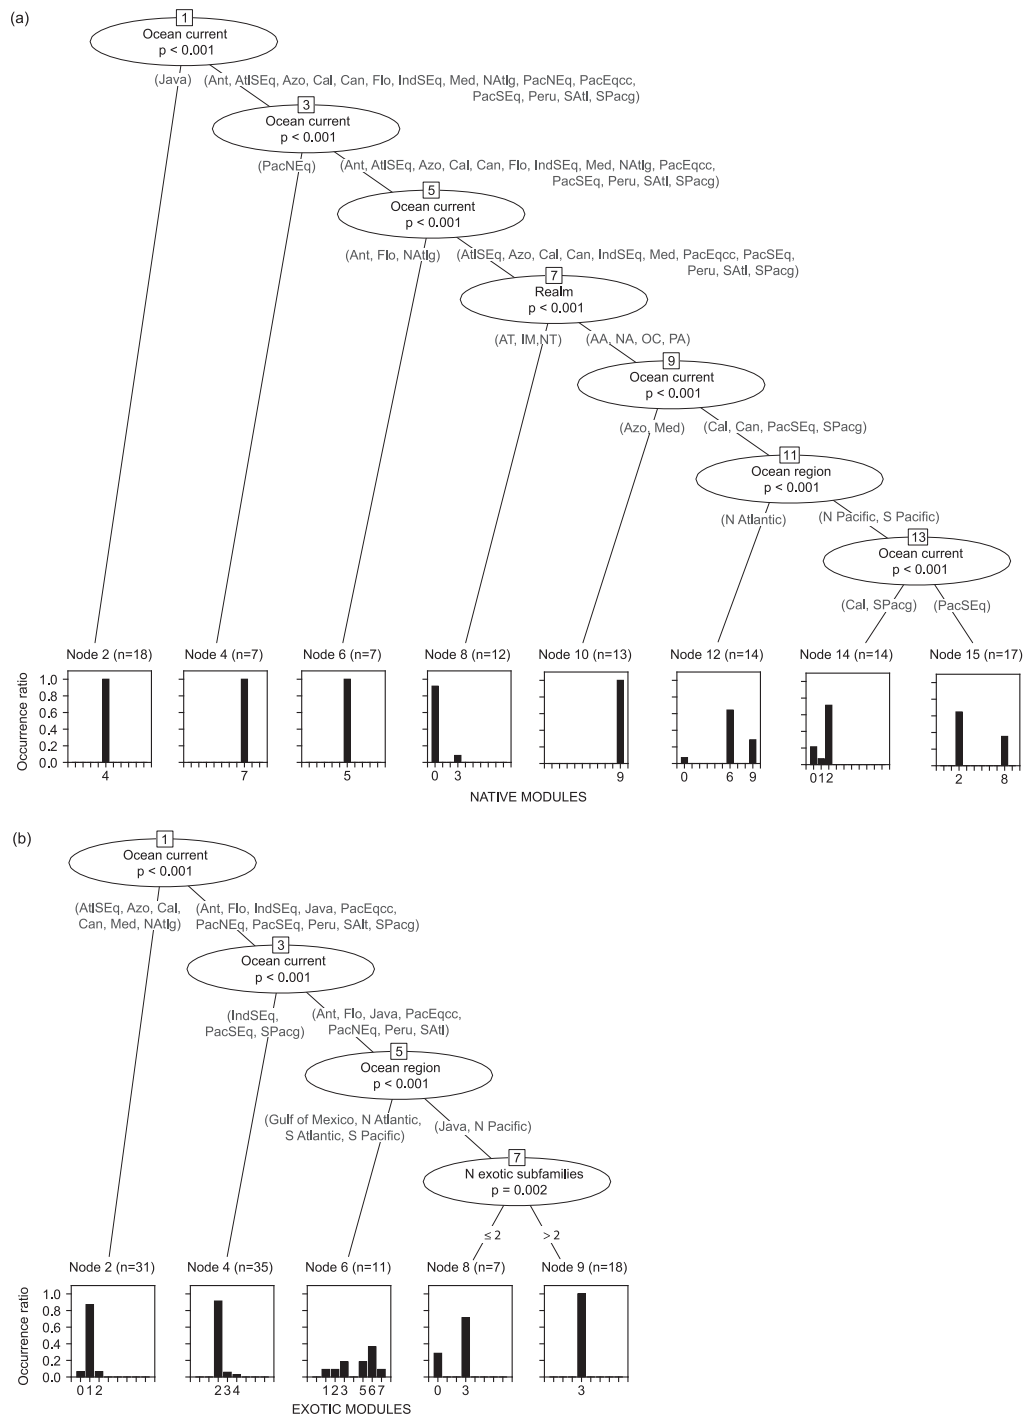 (a)
1
Ocean current
p < 0.001
(Java)
(Ant, AtlSEq, Azo, Cal, Can, Flo, IndSEq, Med, NAtlg, PacNEq, PacEqcc,
PacSEq, Peru, SAtl, SPacg)
3
Ocean current
p < 0.001
(PacNEq)
(Ant, AtlSEq, Azo, Cal, Can, Flo, IndSEq, Med, NAtlg, PacEqcc,
PacSEq, Peru, SAtl, SPacg)
5
Ocean current
p < 0.001
(Ant, Flo, NAtlg)
(AtlSEq, Azo, Cal, Can, IndSEq, Med, PacEqcc, PacSEq,
Peru, SAtl, SPacg)
7
Realm
p < 0.001
(AT, IM,NT)
(AA, NA, OC, PA)
9
Ocean current
p < 0.001
(Azo, Med)
(Cal, Can, PacSEq, SPacg)
11
Ocean region
p < 0.001
(N Atlantic)
(N Pacific, S Pacific)
13
Ocean current
p < 0.001
(Cal, SPacg)
(PacSEq)
Node 2 (n=18)
Node 4 (n=7)
Node 6 (n=7)
Node 8 (n=12)
Node 10 (n=13)
Node 12 (n=14)
Node 14 (n=14)
Node 15 (n=17)
Occurrence ratio
1.0
0.8
0.6
0.4
0.2
0.0
4
7
5
0 3
9
0 6 9
012
2 8
NATIVE MODULES
(b)
1
Ocean current
p < 0.001
(AtlSEq, Azo, Cal,
Can, Med, NAtlg)
(Ant, Flo, IndSEq, Java, PacEqcc,
PacNEq, PacSEq, Peru, SAlt, SPacg)
3
Ocean current
p < 0.001
(IndSEq,
PacSEq, SPacg)
(Ant, Flo, Java, PacEqcc,
PacNEq, Peru, SAtl)
5
Ocean region
p < 0.001
(Gulf of Mexico, N Atlantic,
S Atlantic, S Pacific)
(Java, N Pacific)
7
N exotic subfamilies
p = 0.002
≤ 2
> 2
Node 2 (n=31)
Node 4 (n=35)
Node 6 (n=11)
Node 8 (n=7)
Node 9 (n=18)
Occurrence ratio
1.0
0.8
0.6
0.4
0.2
0.0
012
234
123 567
0 3
3
EXOTIC MODULES